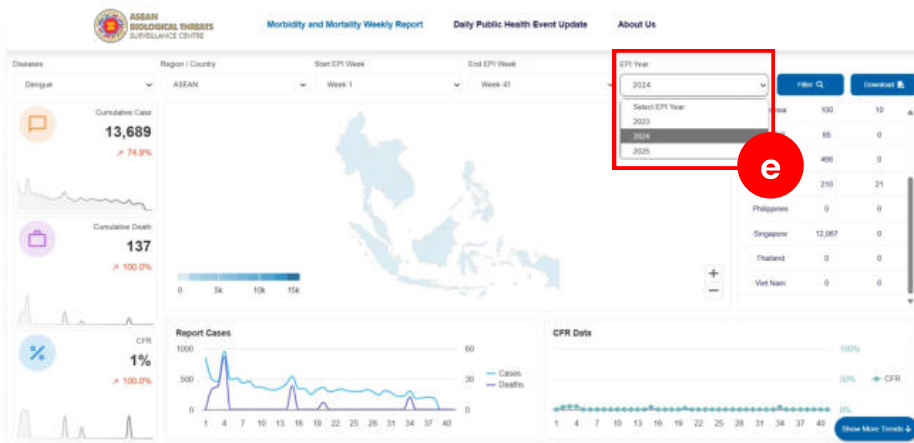 ASEAN
BIOLOGICAL THREATS
SURVEILLANCE CENTRE
Morbidity and Mortality Weekly Report
Daily Public Health Event Update
About Us
Diseases
Region / Country
Start EPI Week
End EPI Week
EPI Year
Dengue
ASEAN
Week 1
Week 41
2024
Filter
Download
Select EPI Year
2023
2024
2025
e
Cumulative Case
13,689
74.9%
Cumulative Death
137
100.0%
CFR
1%
100.0%
0 5k 10k 15k
+
−
100 10
65 0
0
210 21
Philippines 0 0
Singapore 12,067 0
Thailand 0 0
Viet Nam 0 0
Report Cases
1000
500
0
60
30
0
Cases
Deaths
1 4 7 10 13 16 19 22 25 28 31 34 37 40
CFR Data
100%
50%
0%
CFR
1 4 7 10 13 16 19 22 25 28 31 34 37 40
Show More Trends